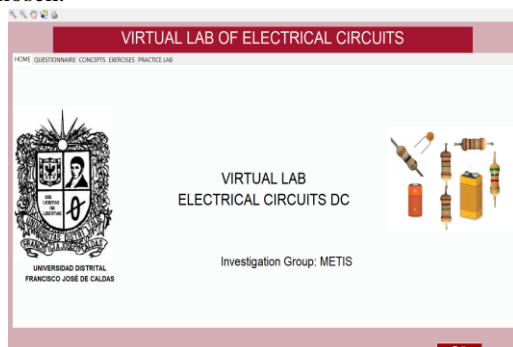 VIRTUAL LAB OF ELECTRICAL CIRCUITS
HOME QUESTIONNAIRE CONCEPTS EXERCISES PRACTICE LAB
VIRTUAL LAB
ELECTRICAL CIRCUITS DC
Investigation Group: METIS
UNIVERSIDAD DISTRITAL
FRANCISCO JOSÉ DE CALDAS